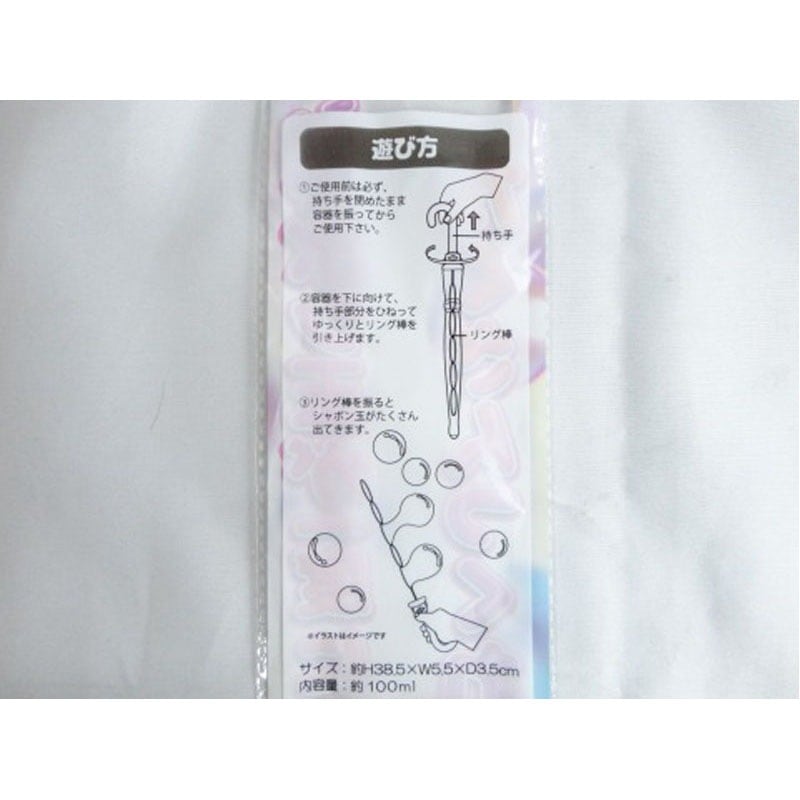 遊び方
①ご使用前は必ず、
持ち手を閉めたまま
容器を振ってから
ご使用下さい。
持ち手
②容器を下に向けて、
持ち手部分をひねって
ゆっくりとリング棒を
引き上げます。
リング棒
③リング棒を振ると
シャボン玉がたくさん
出てきます。
※イラストはイメージです
サイズ：約H38.5×W5.5×D3.5cm
内容量：約100ml